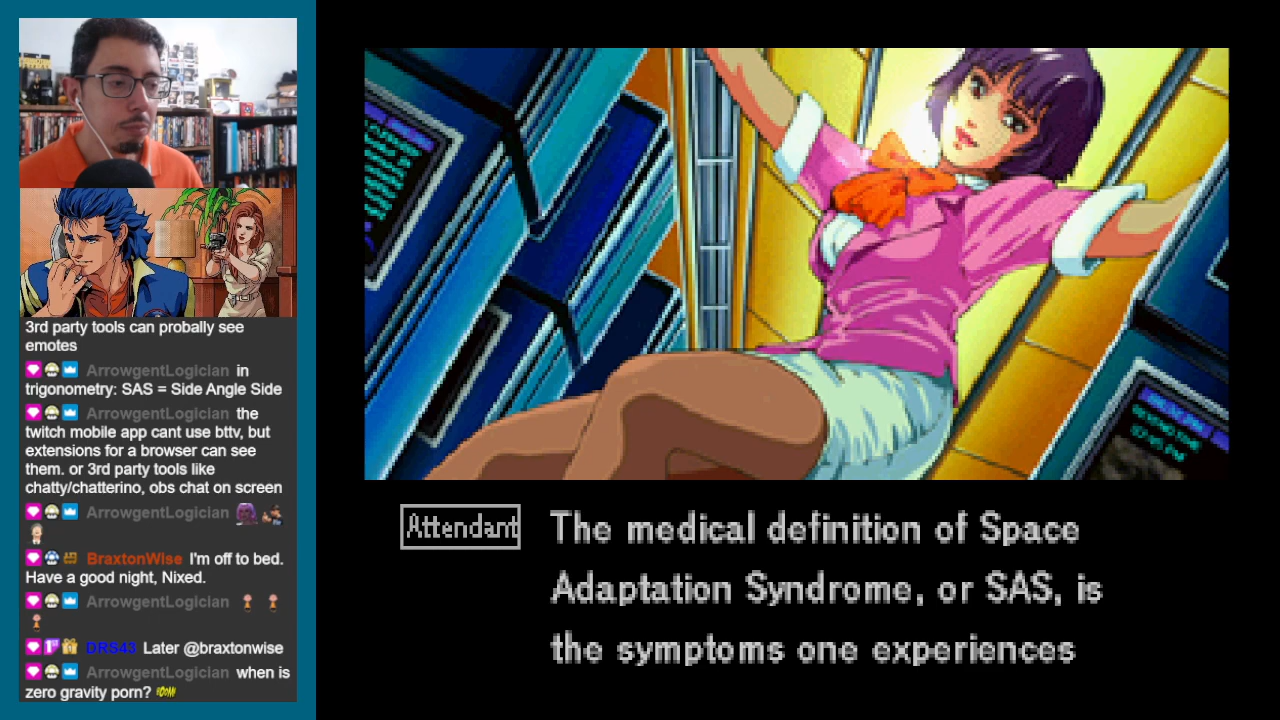 3rd party tools can probally see
emotes
ArrowgentLogician in
trigonometry: SAS = Side Angle Side
ArrowgentLogician the
twitch mobile app cant use bttv, but
extensions for a browser can see
them. or 3rd party tools like
chatty/chatterino, obs chat on screen
ArrowgentLogician
BraxtonWise I'm off to bed.
Have a good night, Nixed.
ArrowgentLogician
DRS43 Later @braxtonwise
ArrowgentLogician when is
zero gravity porn?
Attendant
The medical definition of Space
Adaptation Syndrome, or SAS, is
the symptoms one experiences